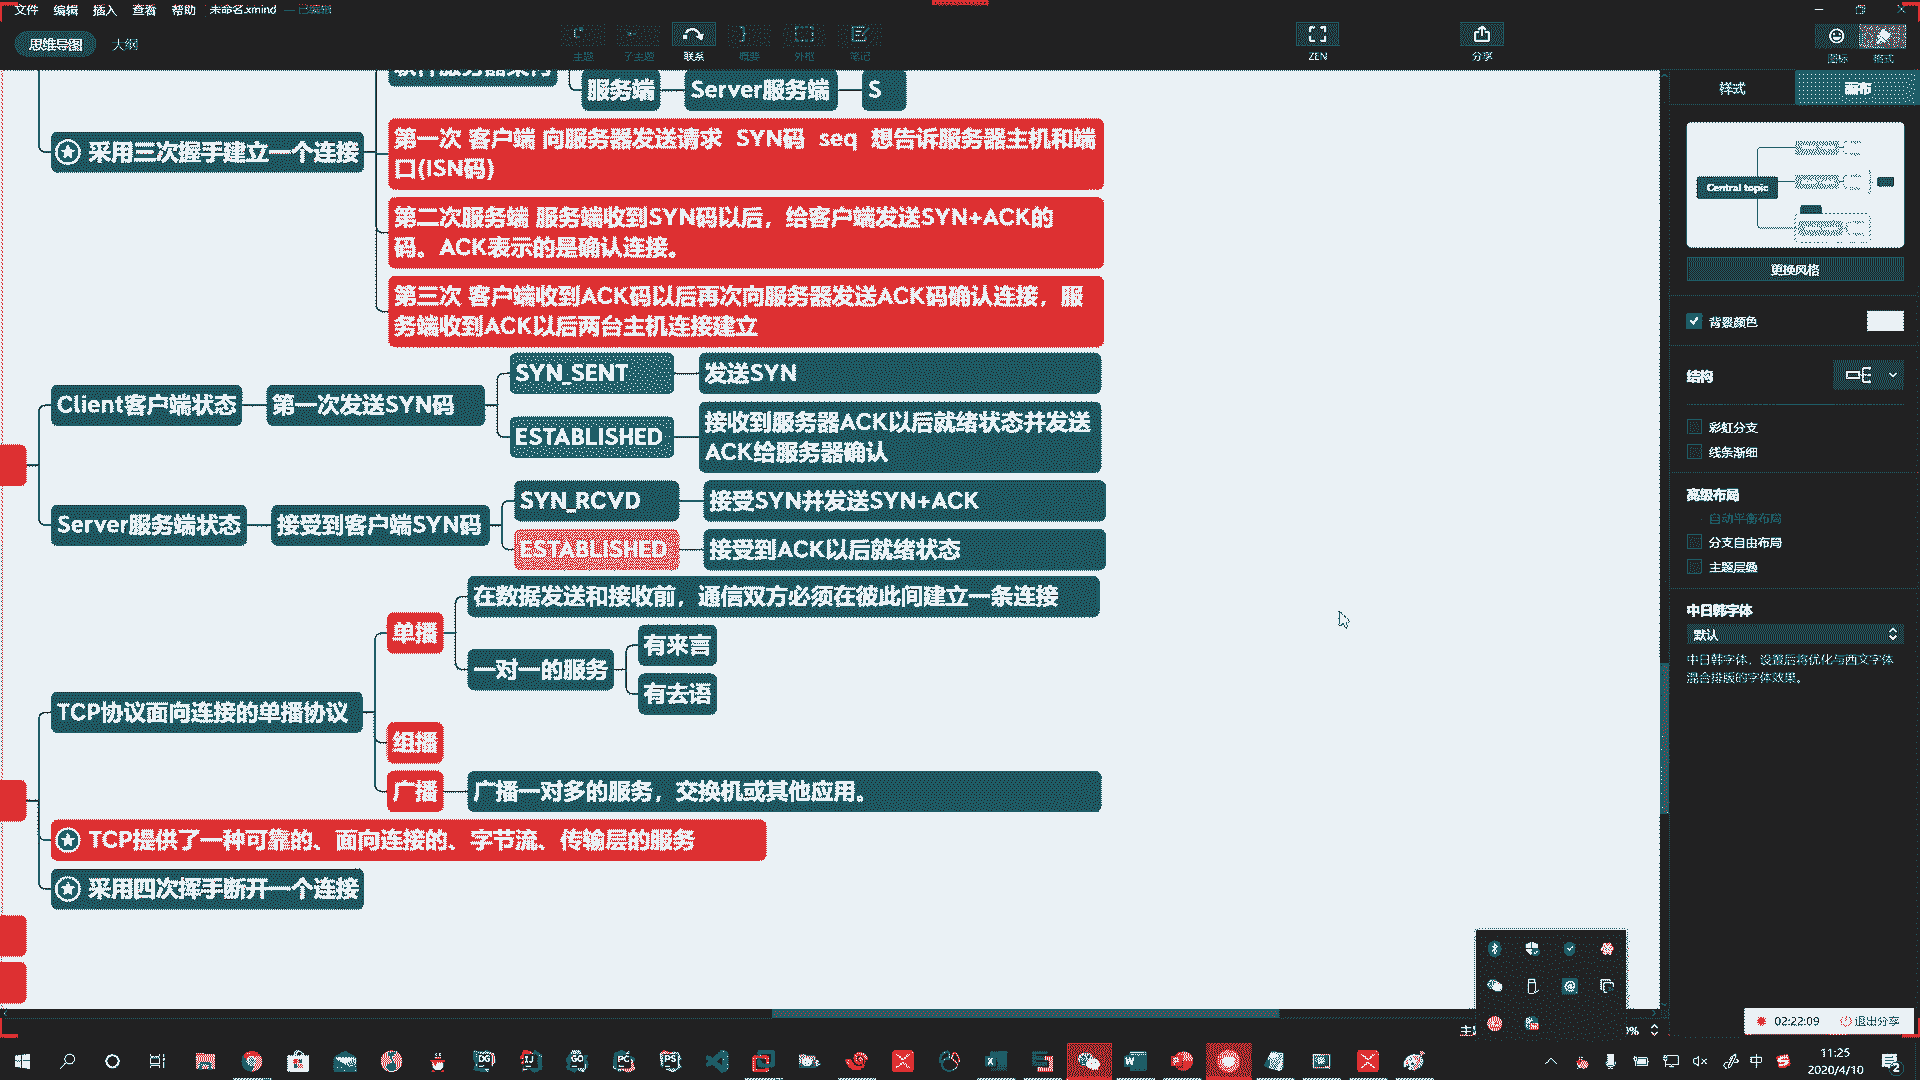 文件 编辑 插入 查看 帮助 未命名.xmind — 已编辑
思维导图 大纲
主题 子主题 联系 概要 外框 笔记 ZEN 分享 图标 格式
服务端 Server服务端 S
采用三次握手建立一个连接
第一次 客户端 向服务器发送请求 SYN码 seq 想告诉服务器主机和端
口(ISN码)
第二次服务端 服务端收到SYN码以后，给客户端发送SYN+ACK的
码。ACK表示的是确认连接。
第三次 客户端收到ACK码以后再次向服务器发送ACK码确认连接，服
务端收到ACK以后两台主机连接建立
Client客户端状态 第一次发送SYN码
SYN_SENT 发送SYN
ESTABLISHED 接收到服务器ACK以后就绪状态并发送
ACK给服务器确认
Server服务端状态 接受到客户端SYN码
SYN_RCVD 接受SYN并发送SYN+ACK
ESTABLISHED 接受到ACK以后就绪状态
TCP协议面向连接的单播协议
单播
在数据发送和接收前，通信双方必须在彼此间建立一条连接
一对一的服务
有来言
有去语
组播
广播 广播一对多的服务，交换机或其他应用。
TCP提供了一种可靠的、面向连接的、字节流、传输层的服务
采用四次挥手断开一个连接
样式 画布
Central topic
更换风格
背景颜色
结构
彩虹分支
线条渐细
高级布局
自动平衡布局
分支自由布局
主题层叠
中日韩字体
默认
中日韩字体，设置后将优化与西文字体
混合排版的字体效果。
02:22:09 退出分享
中
11:25
2020/4/10